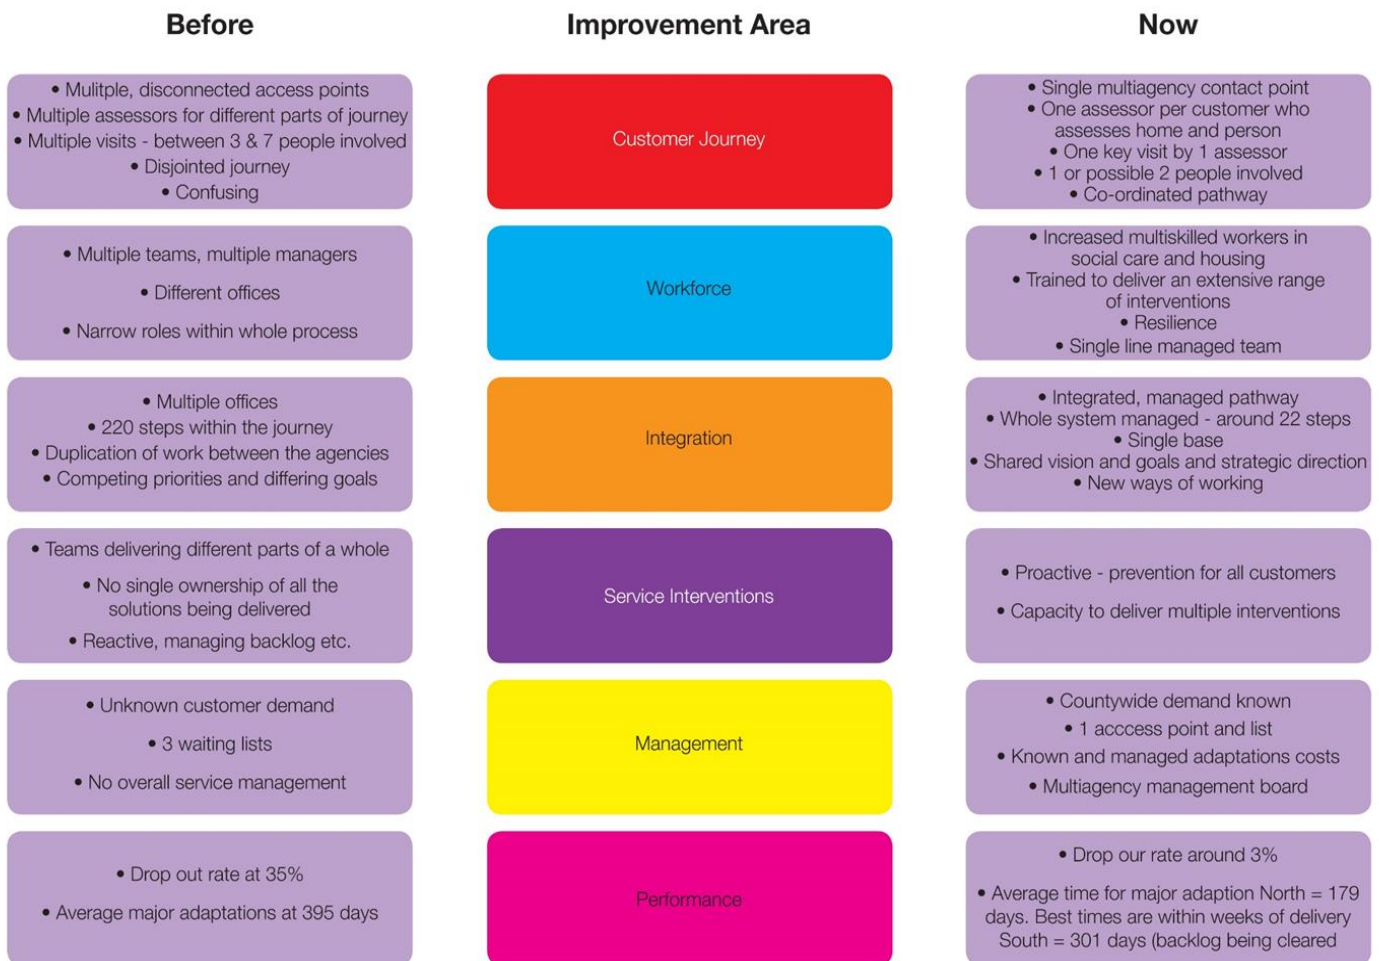 Before
Improvement Area
Now
• Mulitple, disconnected access points
• Multiple assessors for different parts of journey
• Multiple visits - between 3 & 7 people involved
• Disjointed journey
• Confusing
Customer Journey
• Single multiagency contact point
• One assessor per customer who
assesses home and person
• One key visit by 1 assessor
• 1 or possible 2 people involved
• Co-ordinated pathway
• Multiple teams, multiple managers
• Different offices
• Narrow roles within whole process
Workforce
• Increased multiskilled workers in
social care and housing
• Trained to deliver an extensive range
of interventions
• Resilience
• Single line managed team
• Multiple offices
• 220 steps within the journey
• Duplication of work between the agencies
• Competing priorities and differing goals
Integration
• Integrated, managed pathway
• Whole system managed - around 22 steps
• Single base
• Shared vision and goals and strategic direction
• New ways of working
• Teams delivering different parts of a whole
• No single ownership of all the
solutions being delivered
• Reactive, managing backlog etc.
Service Interventions
• Proactive - prevention for all customers
• Capacity to deliver multiple interventions
• Unknown customer demand
• 3 waiting lists
• No overall service management
Management
• Countywide demand known
• 1 acccess point and list
• Known and managed adaptations costs
• Multiagency management board
• Drop out rate at 35%
• Average major adaptations at 395 days
Performance
• Drop our rate around 3%
• Average time for major adaption North = 179
days. Best times are within weeks of delivery
South = 301 days (backlog being cleared